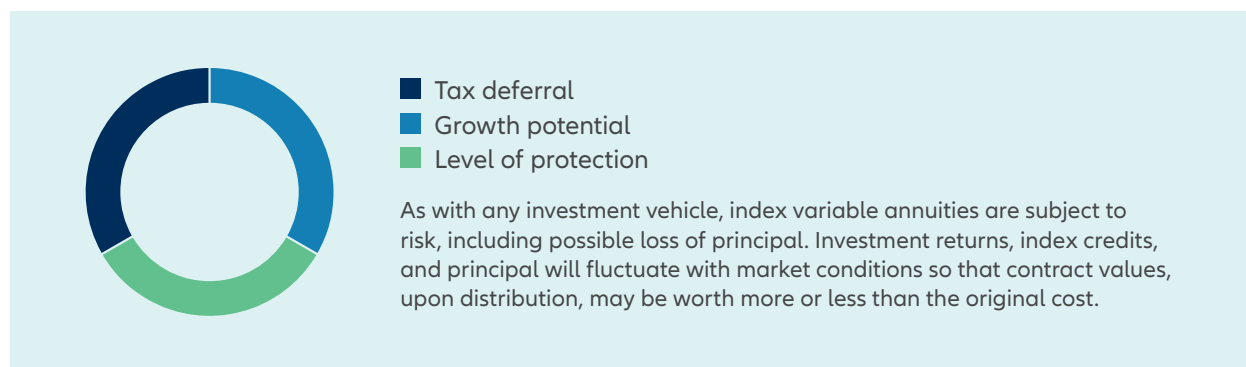 Tax deferral
Growth potential
Level of protection
As with any investment vehicle, index variable annuities are subject to
risk, including possible loss of principal. Investment returns, index credits,
and principal will fluctuate with market conditions so that contract values,
upon distribution, may be worth more or less than the original cost.